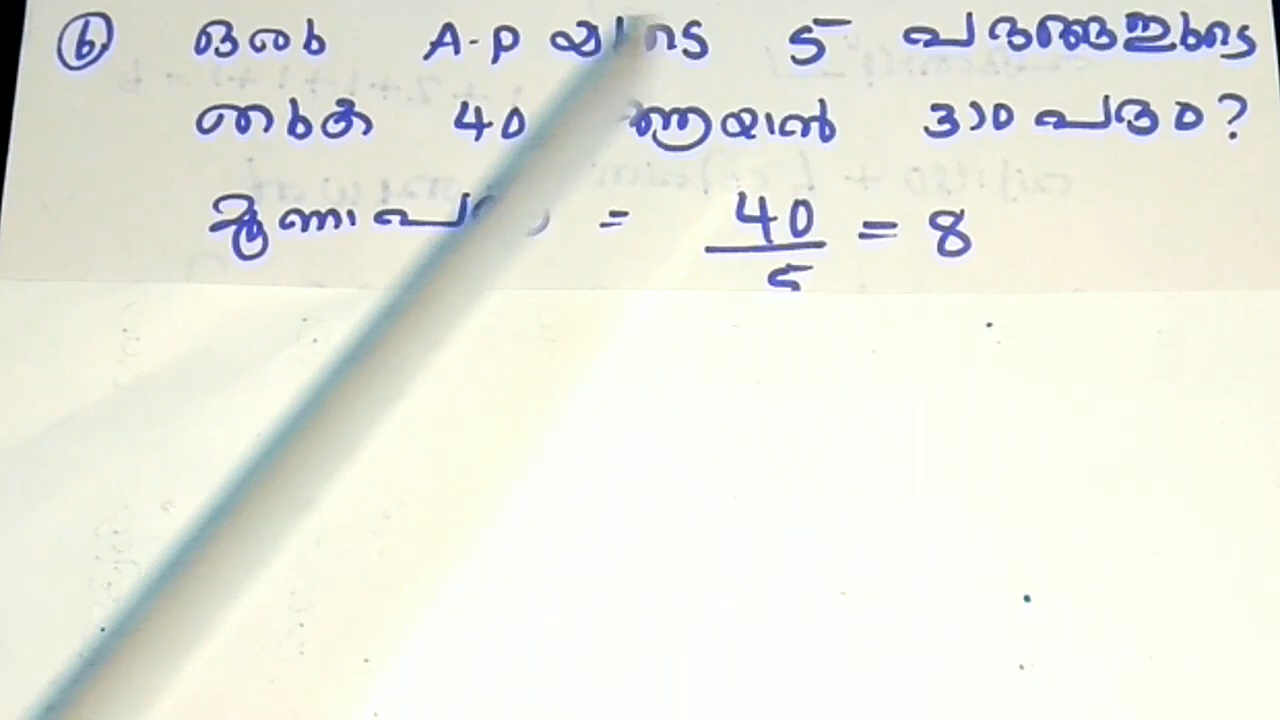 6 ഒരു A.P യുടെ 5 പദങ്ങളുടെ
തുക 40 ആയാൽ 3ാം പദം?
മൂന്നാം = 40/5 = 8